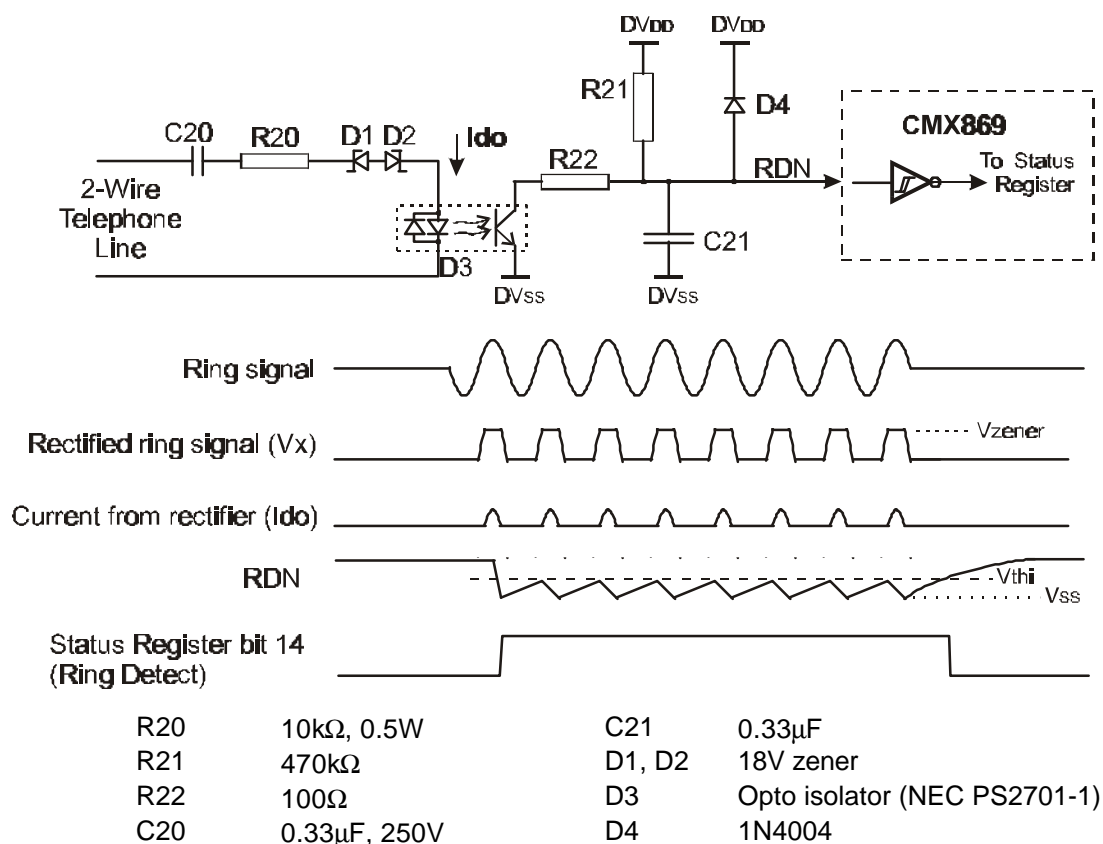 DVDD DVDD
R21
D4
CMX869
C20 R20 D1 D2 Ido
R22 RDN To Status
Register
2-Wire
Telephone
Line
C21
D3
DVss DVss
Ring signal
Rectified ring signal (Vx) Vzener
Current from rectifier (Ido)
RDN Vthi
Vss
Status Register bit 14
(Ring Detect)
R20 10kΩ, 0.5W C21 0.33µF
R21 470kΩ D1, D2 18V zener
R22 100Ω D3 Opto isolator (NEC PS2701-1)
C20 0.33µF, 250V D4 1N4004